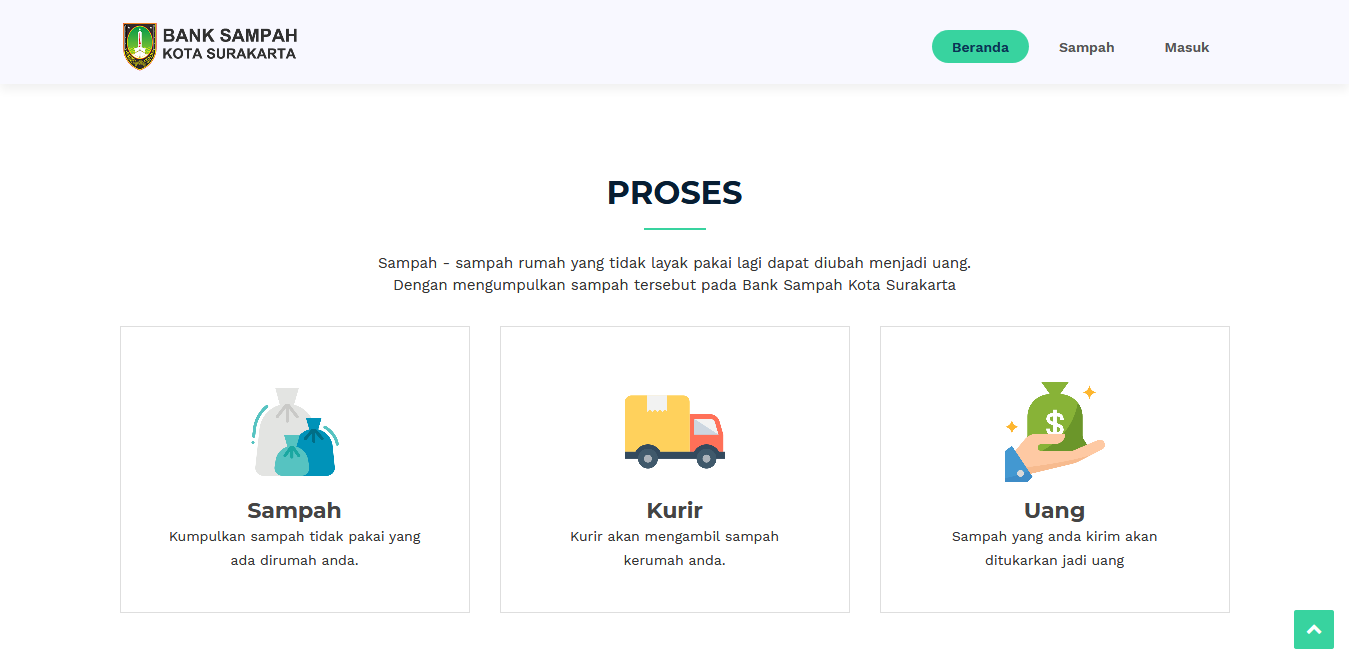 BANK SAMPAH
KOTA SURAKARTA
Beranda
Sampah
Masuk
PROSES
Sampah - sampah rumah yang tidak layak pakai lagi dapat diubah menjadi uang.
Dengan mengumpulkan sampah tersebut pada Bank Sampah Kota Surakarta
Sampah
Kumpulkan sampah tidak pakai yang
ada dirumah anda.
Kurir
Kurir akan mengambil sampah
kerumah anda.
$
Uang
Sampah yang anda kirim akan
ditukarkan jadi uang